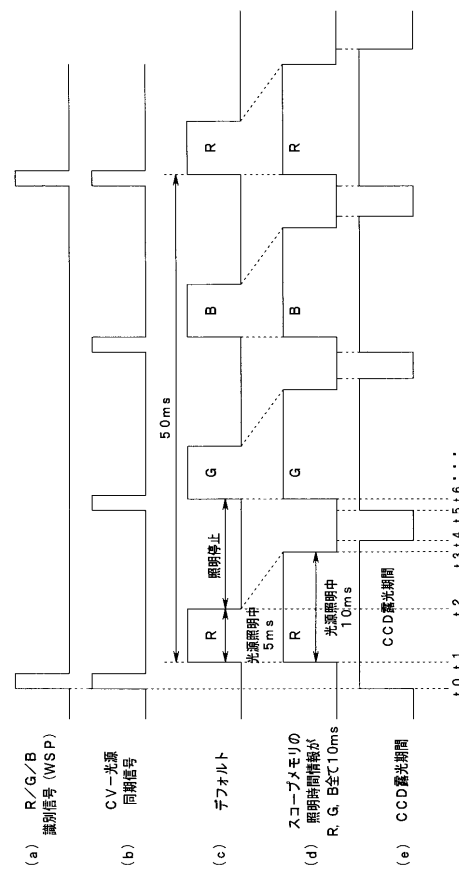 (a) R/G/B
識別信号(WSP)
(b) CV-光源
同期信号
50ms
(c) デフォルト
R
G
B
R
光源照明中
5ms
照明停止
(d) スコープメモリの
照明時間情報が
R, G, B全て10ms
R
G
B
R
光源照明中
10ms
(e) CCD露光期間
CCD露光期間
t0 t1 t2 t3 t4 t5 t6・・・